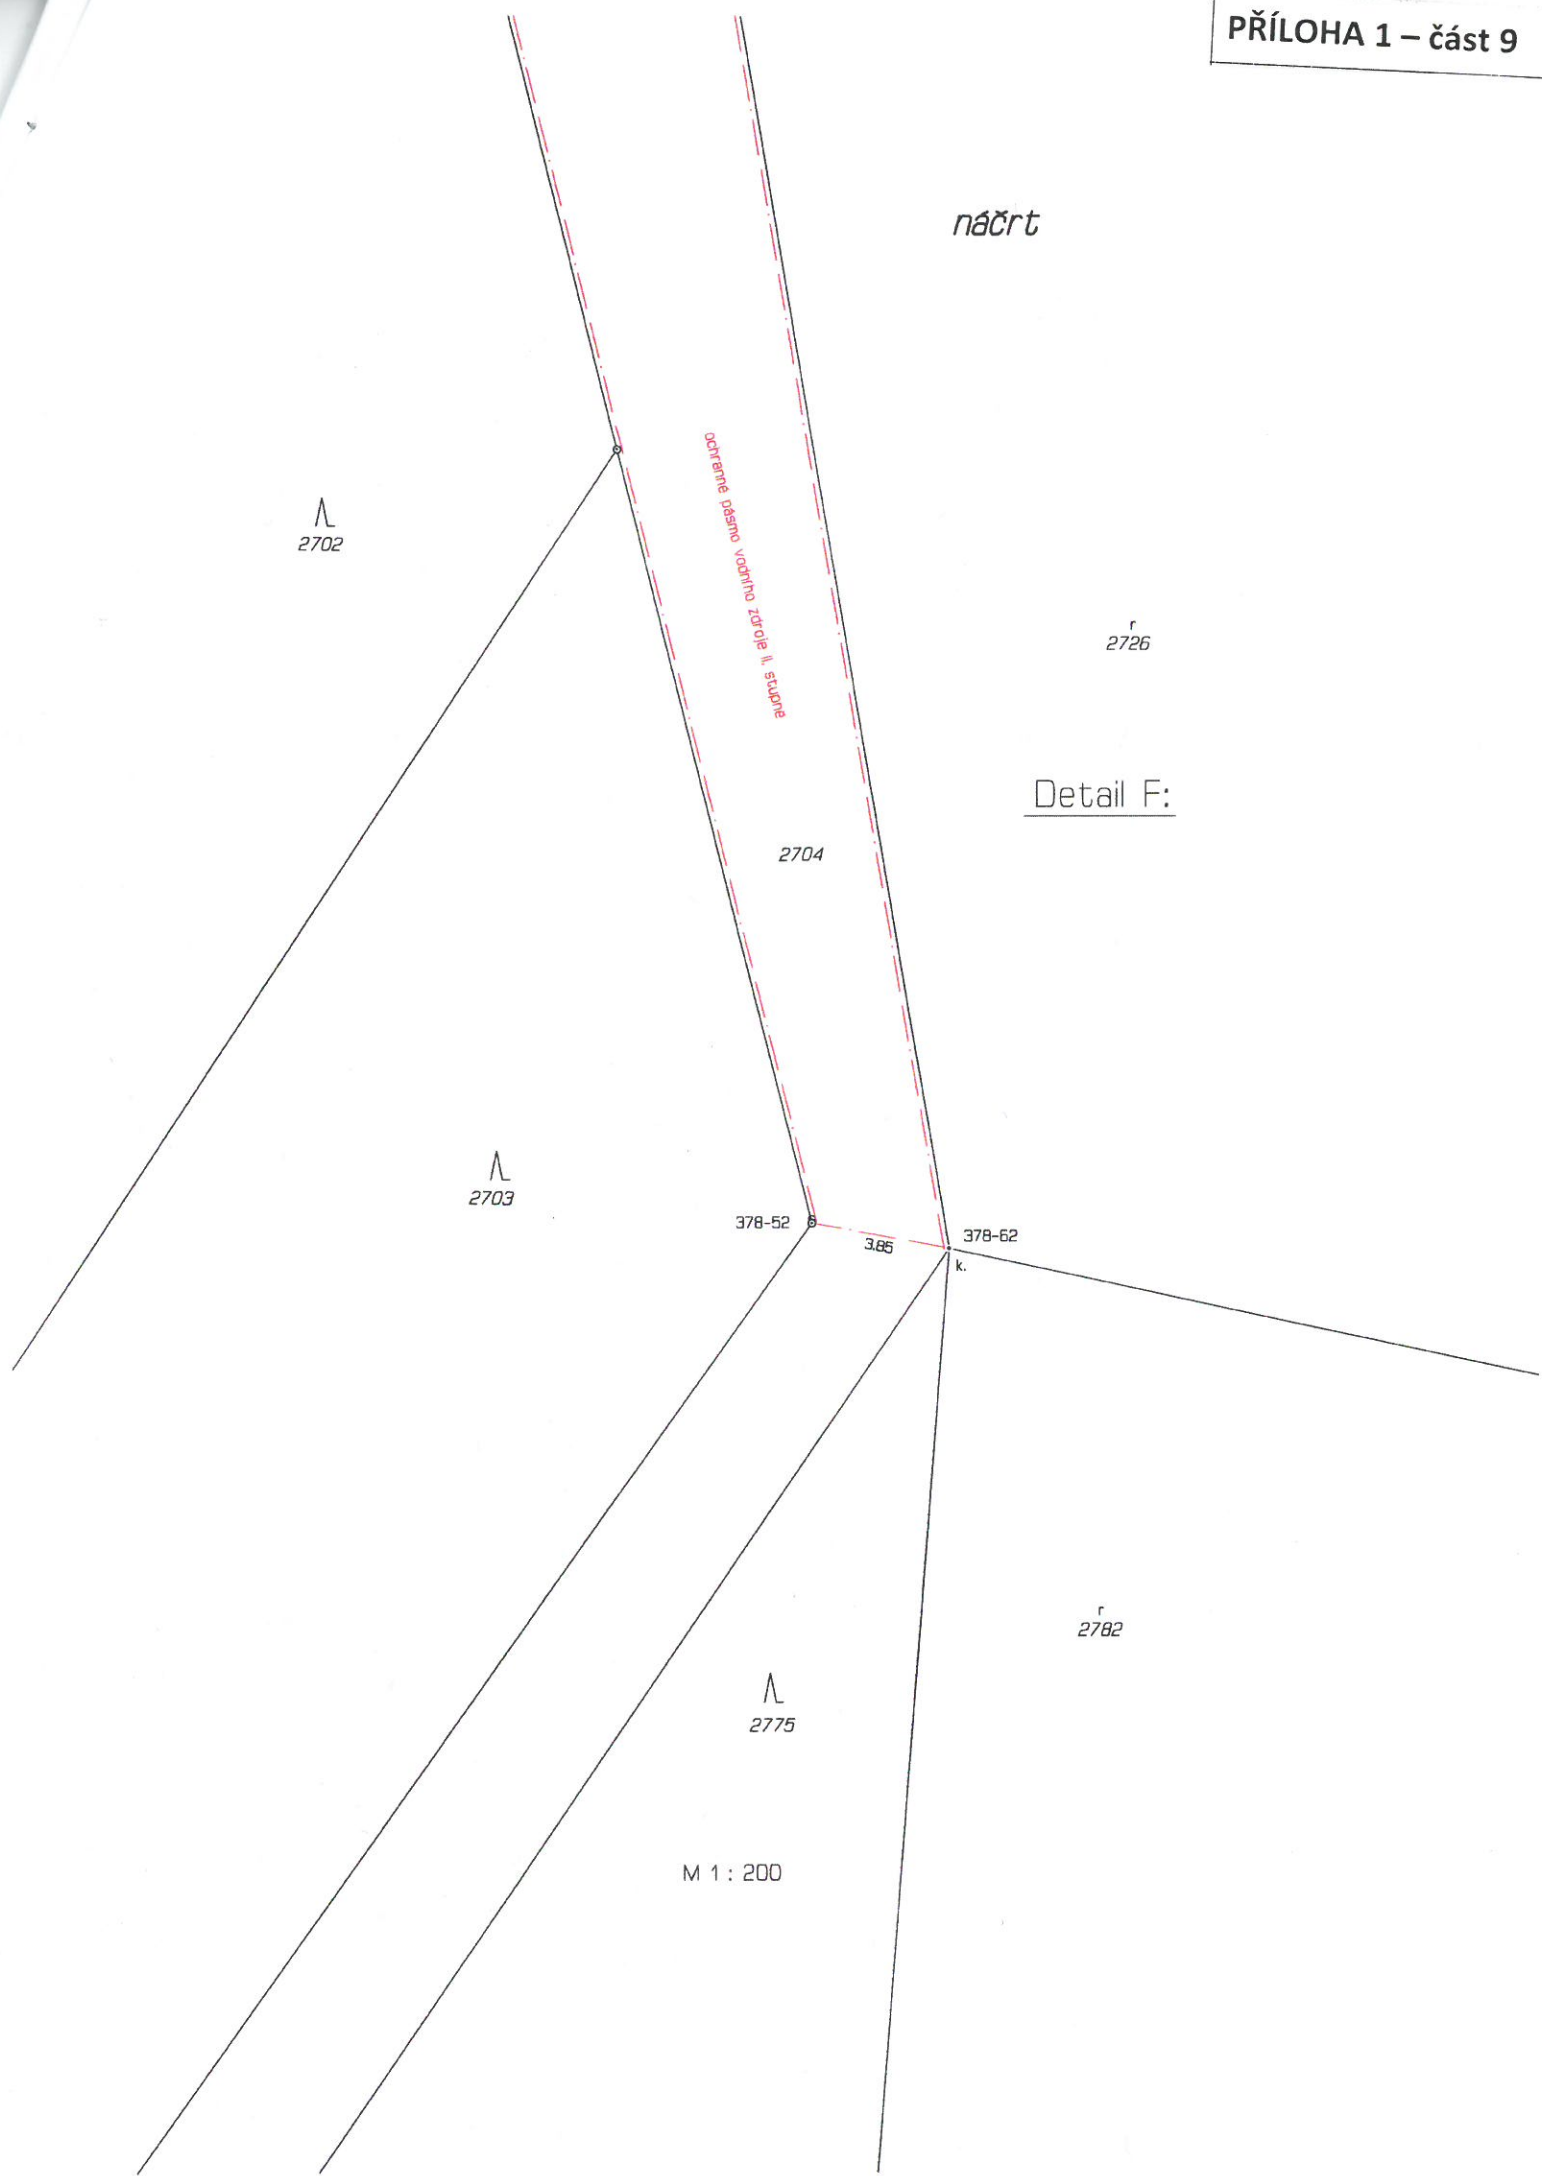 PŘÍLOHA 1 – část 9
náčrt
ochranné pásmo vodního zdroje II. stupně
2702
r
2726
Detail F:
2704
2703
378-52
3.85
378-62
k.
r
2782
2775
M 1 : 200